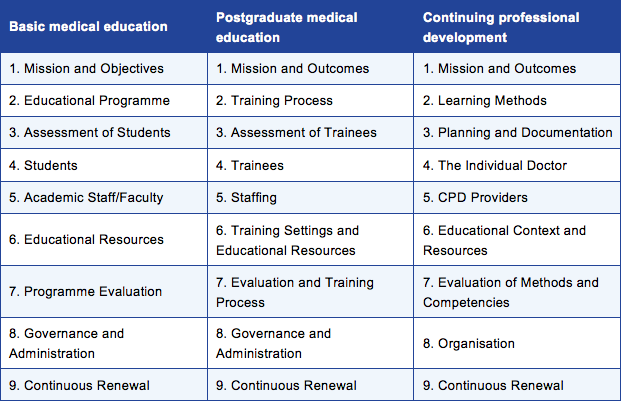 Basic medical education
Postgraduate medical
education
Continuing professional
development
1. Mission and Objectives
1. Mission and Outcomes
1. Mission and Outcomes
2. Educational Programme
2. Training Process
2. Learning Methods
3. Assessment of Students
3. Assessment of Trainees
3. Planning and Documentation
4. Students
4. Trainees
4. The Individual Doctor
5. Academic Staff/Faculty
5. Staffing
5. CPD Providers
6. Educational Resources
6. Training Settings and
Educational Resources
6. Educational Context and
Resources
7. Programme Evaluation
7. Evaluation and Training
Process
7. Evaluation of Methods and
Competencies
8. Governance and
Administration
8. Governance and
Administration
8. Organisation
9. Continuous Renewal
9. Continuous Renewal
9. Continuous Renewal